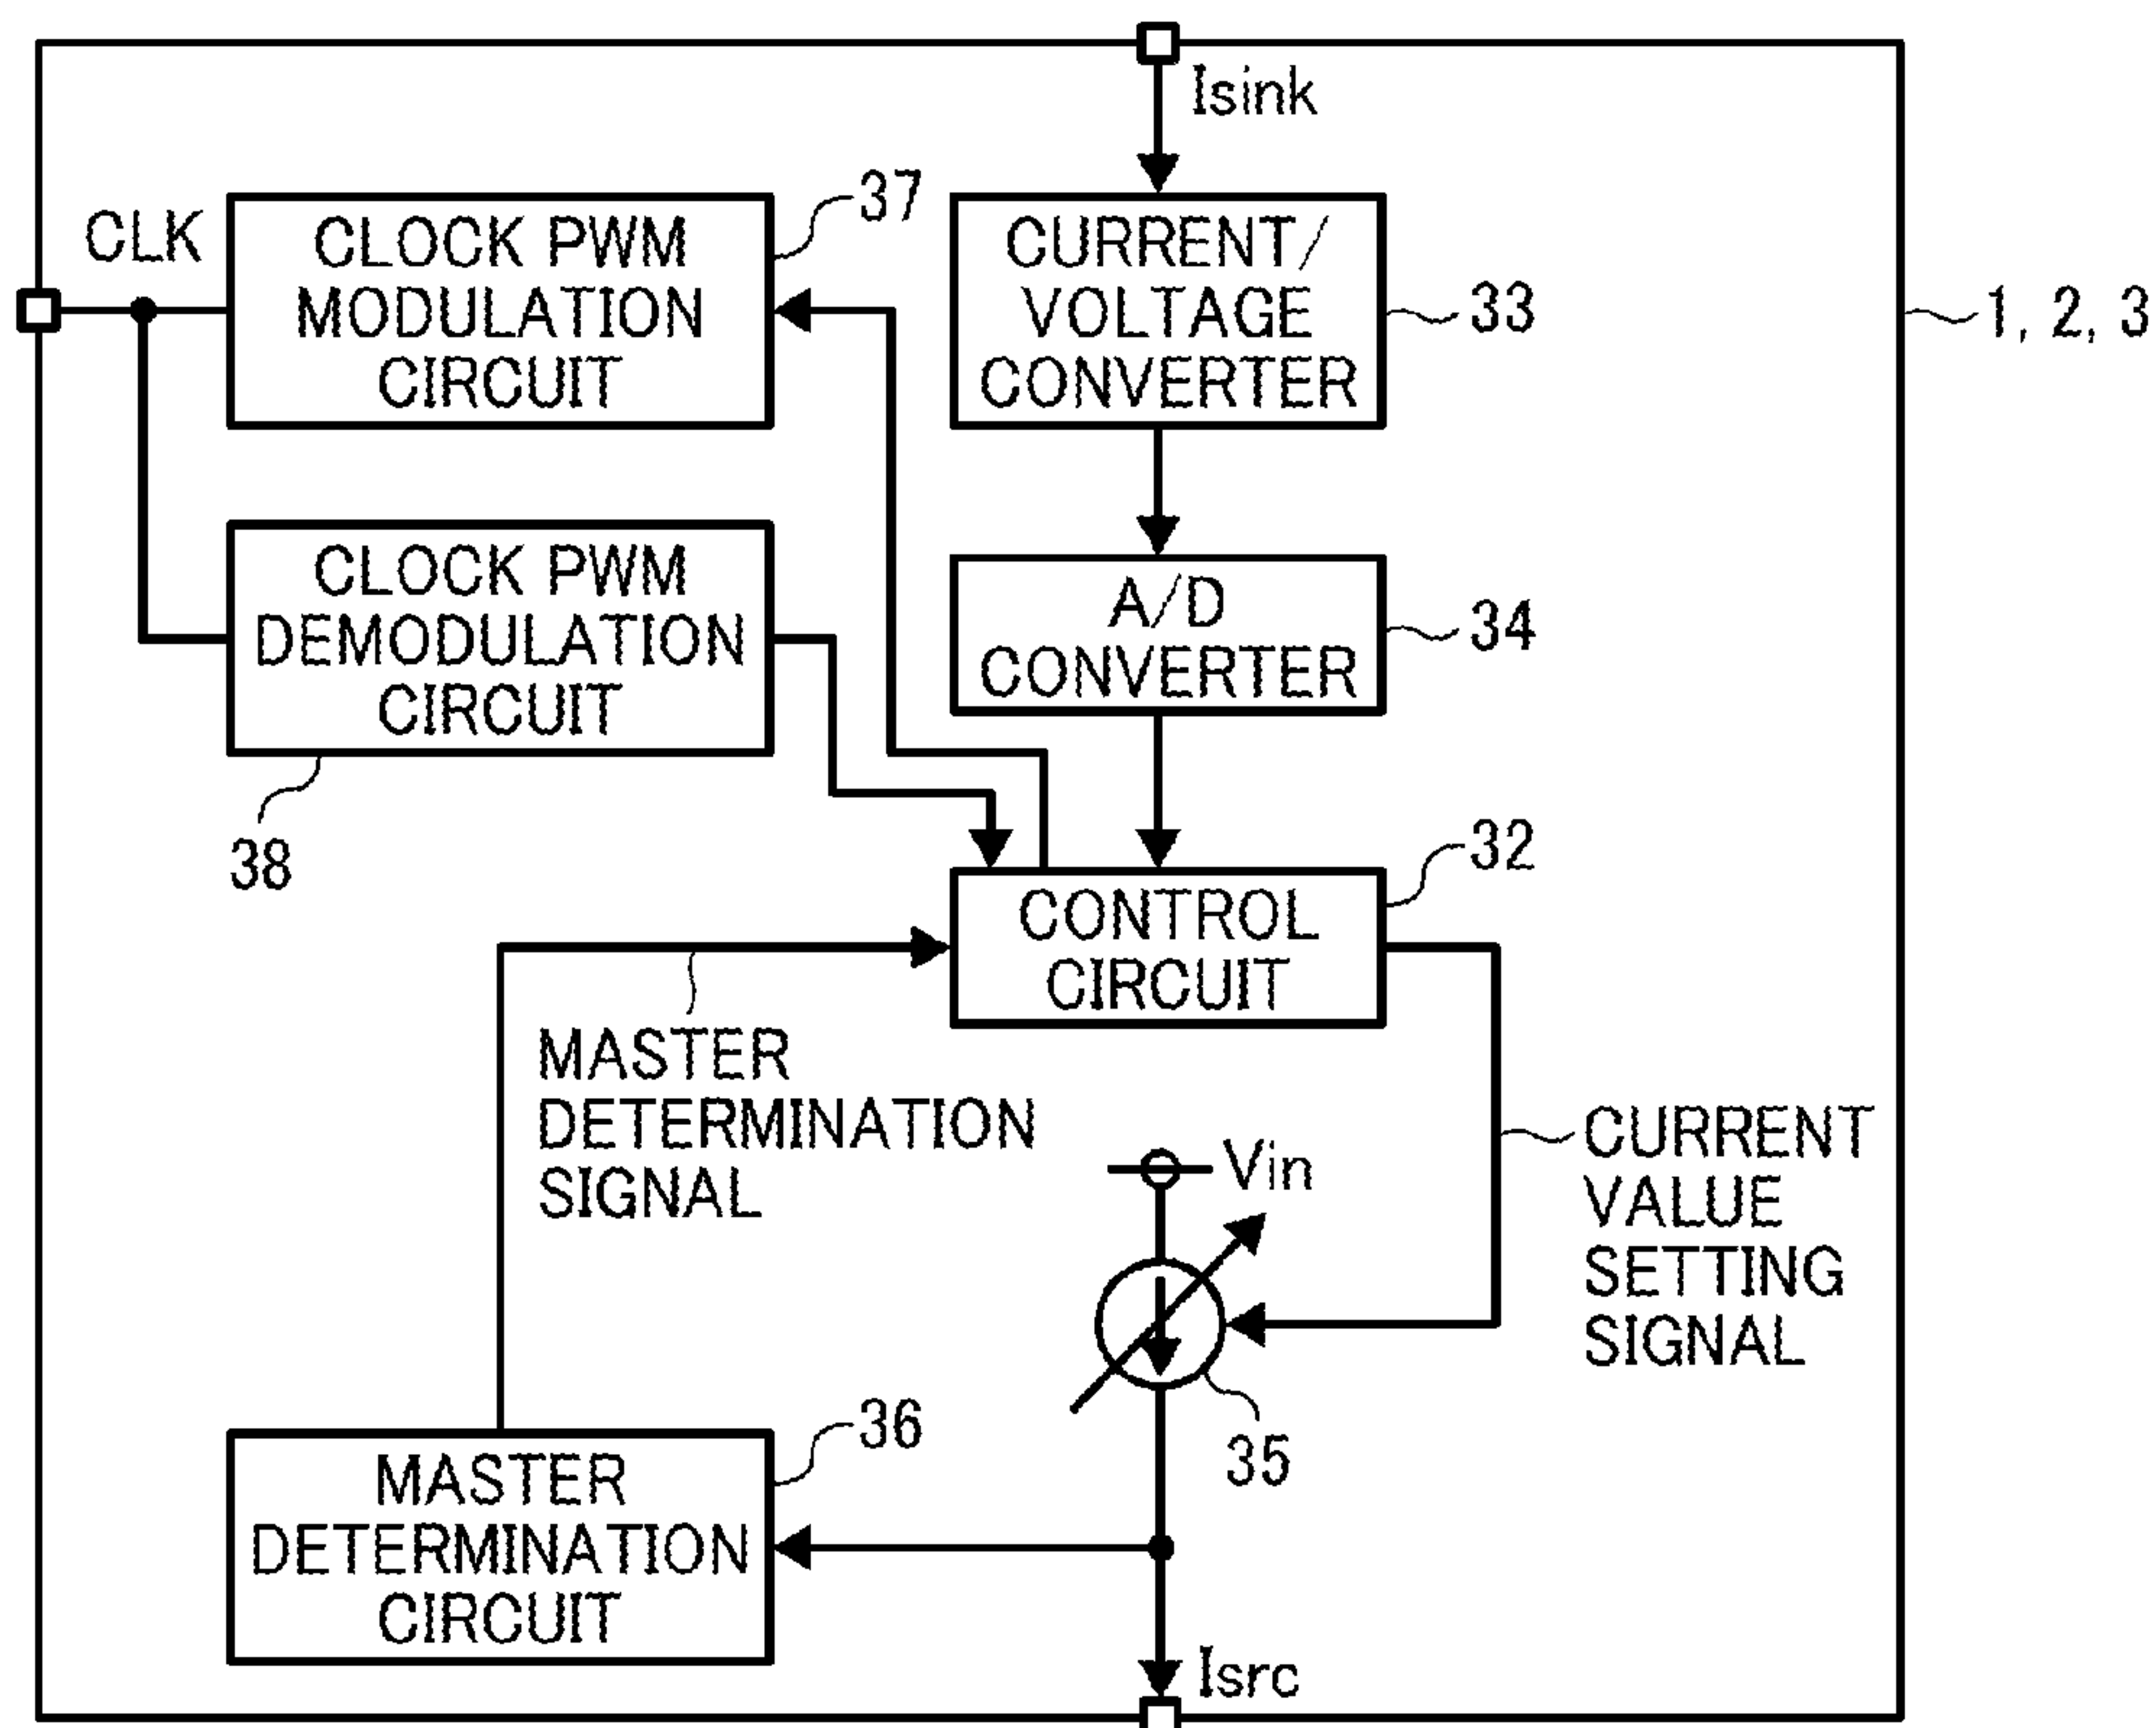 Isink
37
CLK
CLOCK PWM
MODULATION
CIRCUIT
CURRENT/
VOLTAGE
CONVERTER
33
1, 2, 3
CLOCK PWM
DEMODULATION
CIRCUIT
38
A/D
CONVERTER
34
32
CONTROL
CIRCUIT
MASTER
DETERMINATION
SIGNAL
Vin
CURRENT
VALUE
SETTING
SIGNAL
35
36
MASTER
DETERMINATION
CIRCUIT
Isrc